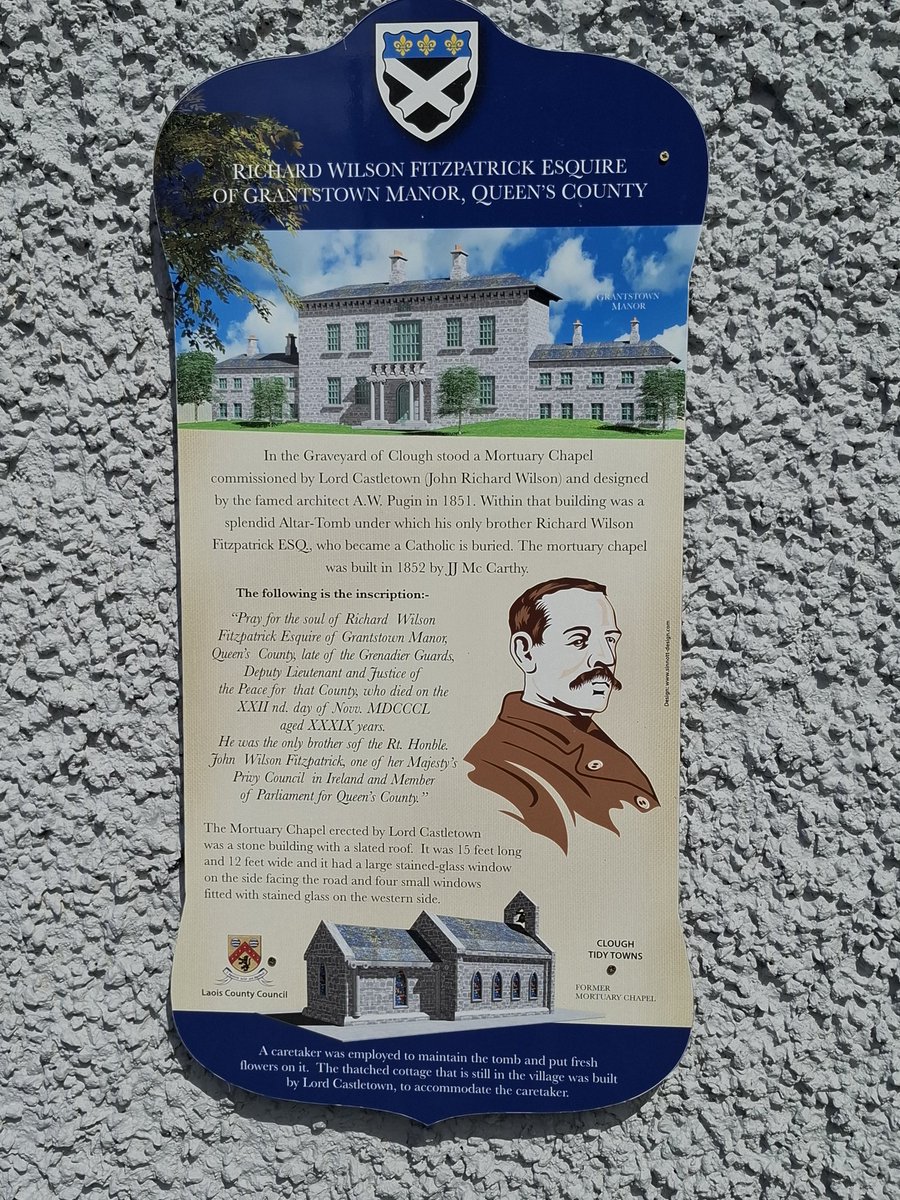 RICHARD WILSON FITZPATRICK ESQUIRE
OF GRANTSTOWN MANOR, QUEEN'S COUNTY
GRANTSTOWN
MANOR
In the Graveyard of Clough stood a Mortuary Chapel
commissioned by Lord Castletown (John Richard Wilson) and designed
by the famed architect A.W. Pugin in 1851. Within that building was a
splendid Altar-Tomb under which his only brother Richard Wilson
Fitzpatrick ESQ., who became a Catholic is buried. The mortuary chapel
was built in 1852 by JJ Mc Carthy.
The following is the inscription:-
"Pray for the soul of Richard Wilson
Fitzpatrick Esquire of Grantstown Manor,
Queen's County, late of the Grenadier Guards,
Deputy Lieutenant and Justice of
the Peace for that County, who died on the
XXII nd. day of Novv. MDCCCL
aged XXXIX years.
He was the only brother sof the Rt. Honble.
John Wilson Fitzpatrick, one of her Majesty's
Privy Council in Ireland and Member
of Parliament for Queen's County."
Design: www.sinnott-design.com
The Mortuary Chapel erected by Lord Castletown
was a stone building with a slated roof. It was 15 feet long
and 12 feet wide and it had a large stained-glass window
on the side facing the road and four small windows
fitted with stained glass on the western side.
Laois County Council
CLOUGH
TIDY TOWNS
FORMER
MORTUARY CHAPEL
A caretaker was employed to maintain the tomb and put fresh
flowers on it. The thatched cottage that is still in the village was built
by Lord Castletown, to accommodate the caretaker.